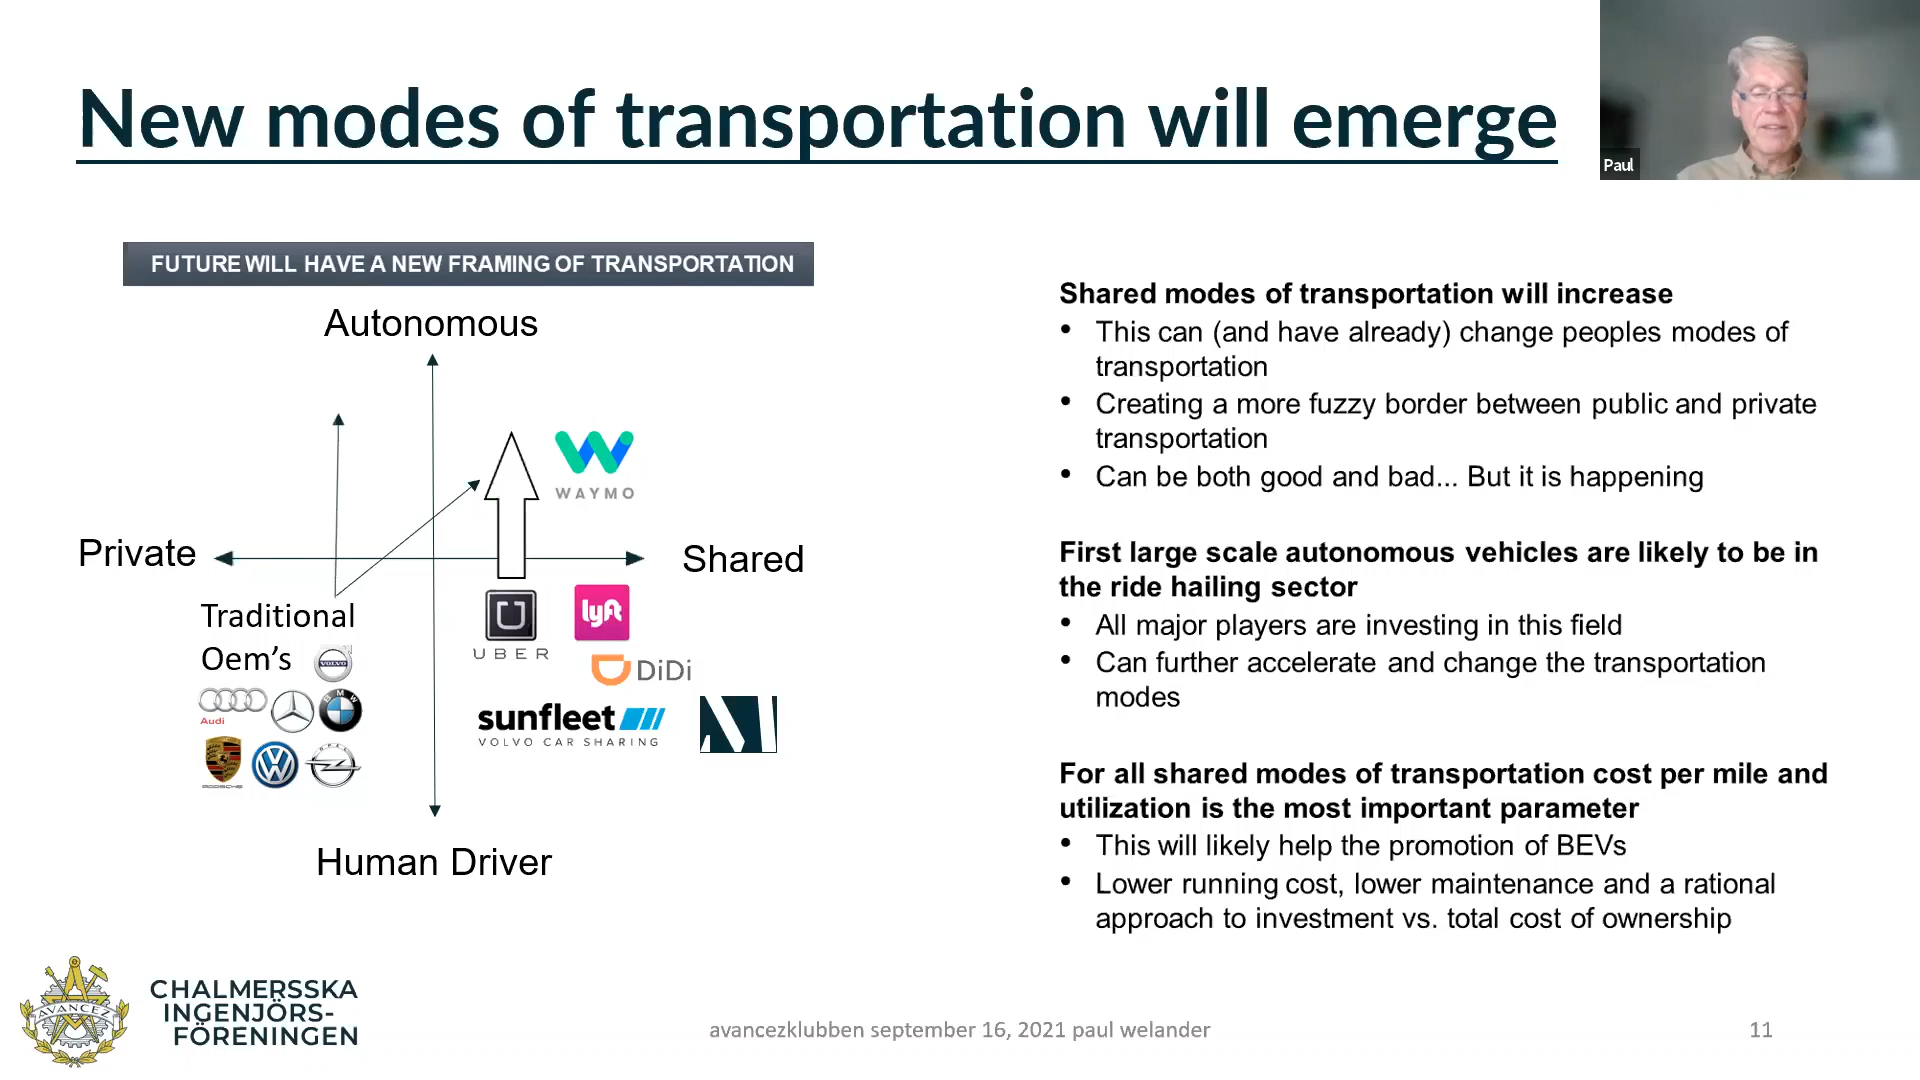 New modes of transportation will emerge
Paul
FUTURE WILL HAVE A NEW FRAMING OF TRANSPORTATION
Autonomous
WAYMO
Private
Shared
Traditional
Oem's
VOLVO
Audi
BMW
PORSCHE
OPEL
UBER
lyft
DiDi
sunfleet
VOLVO CAR SHARING
M
Human Driver
Shared modes of transportation will increase
• This can (and have already) change peoples modes of
transportation
• Creating a more fuzzy border between public and private
transportation
• Can be both good and bad... But it is happening
First large scale autonomous vehicles are likely to be in
the ride hailing sector
• All major players are investing in this field
• Can further accelerate and change the transportation
modes
For all shared modes of transportation cost per mile and
utilization is the most important parameter
• This will likely help the promotion of BEVs
• Lower running cost, lower maintenance and a rational
approach to investment vs. total cost of ownership
AVANCEZ
CHALMERSSKA
INGENJÖRS-
FÖRENINGEN
avancezklubben september 16, 2021 paul welander
11